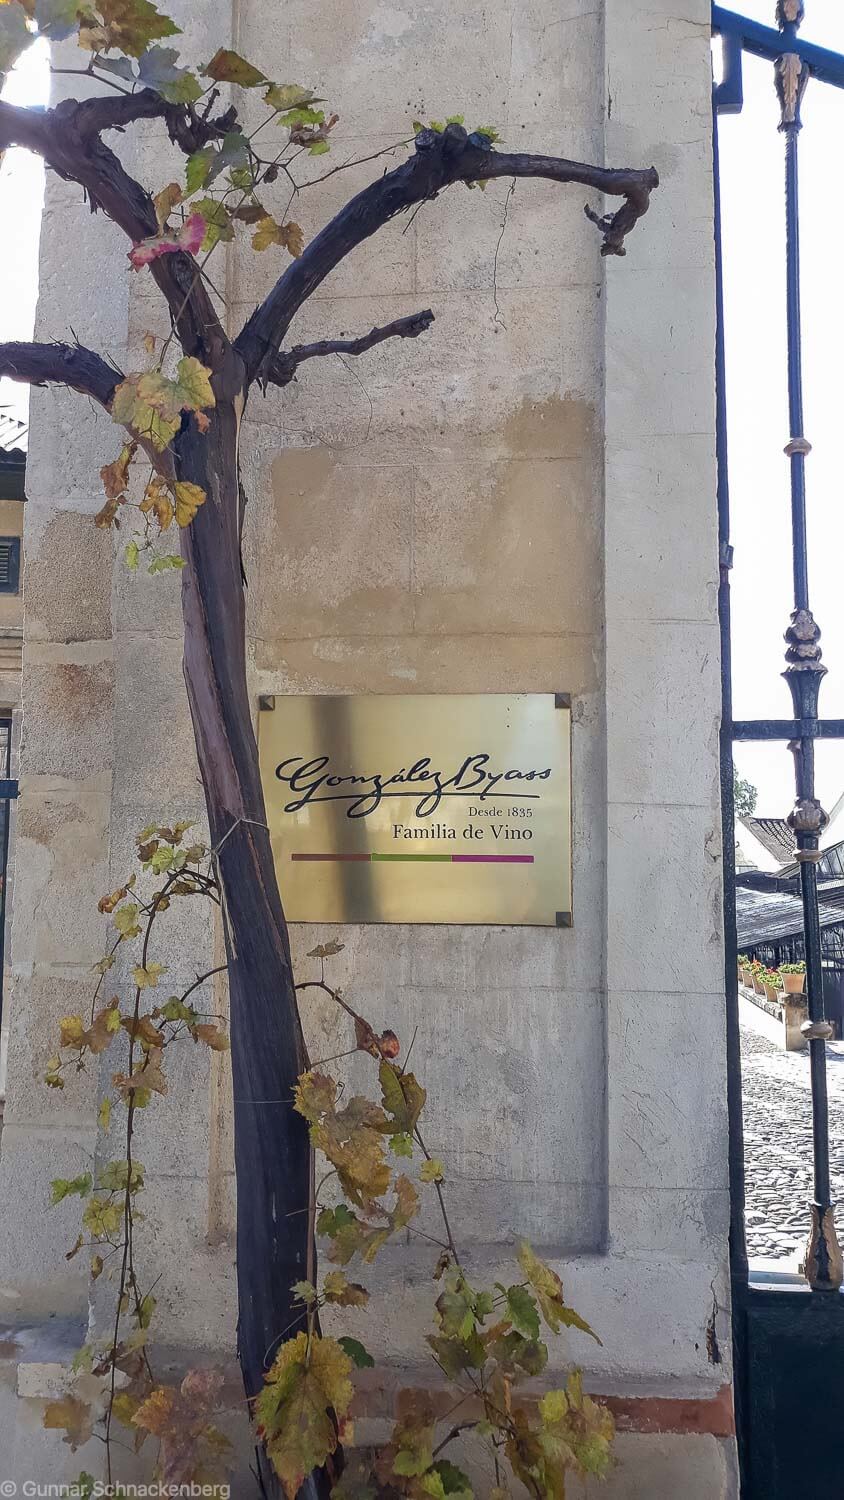 González Byass
Desde 1835
Familia de Vino
© Gunnar Schnackenberg